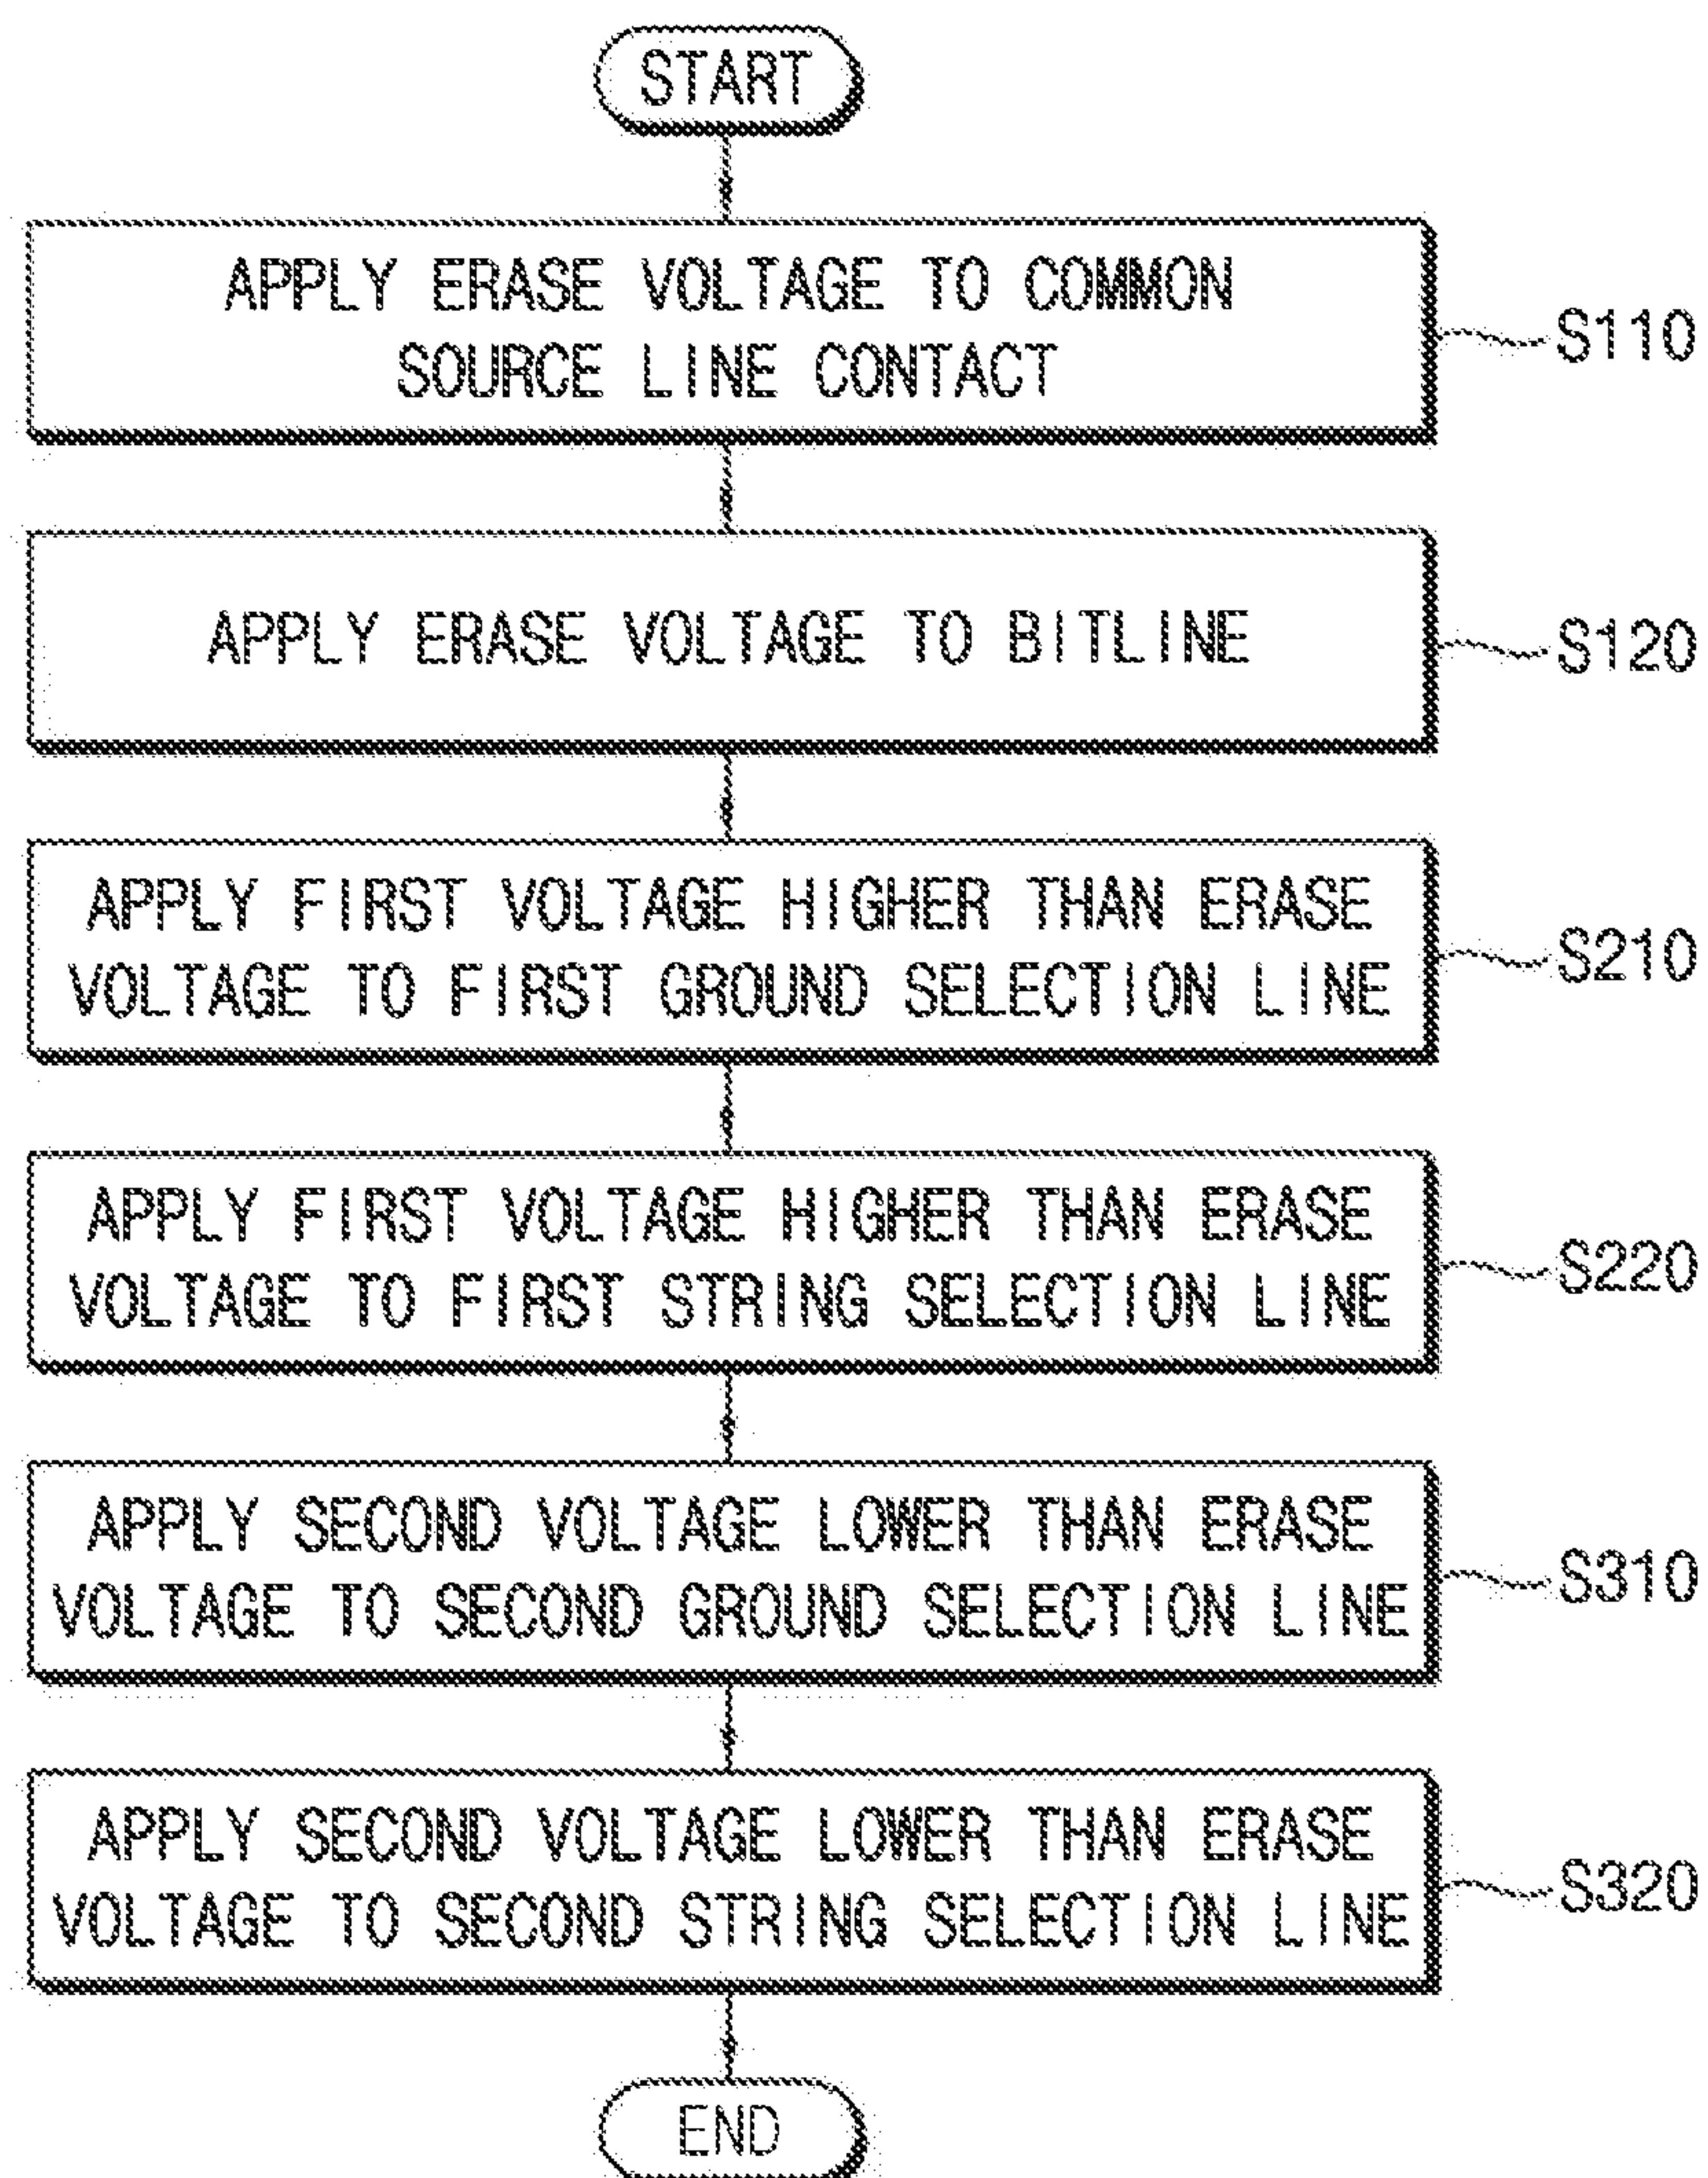 START
APPLY ERASE VOLTAGE TO COMMON
SOURCE LINE CONTACT
S110
APPLY ERASE VOLTAGE TO BITLINE
S120
APPLY FIRST VOLTAGE HIGHER THAN ERASE
VOLTAGE TO FIRST GROUND SELECTION LINE
S210
APPLY FIRST VOLTAGE HIGHER THAN ERASE
VOLTAGE TO FIRST STRING SELECTION LINE
S220
APPLY SECOND VOLTAGE LOWER THAN ERASE
VOLTAGE TO SECOND GROUND SELECTION LINE
S310
APPLY SECOND VOLTAGE LOWER THAN ERASE
VOLTAGE TO SECOND STRING SELECTION LINE
S320
END